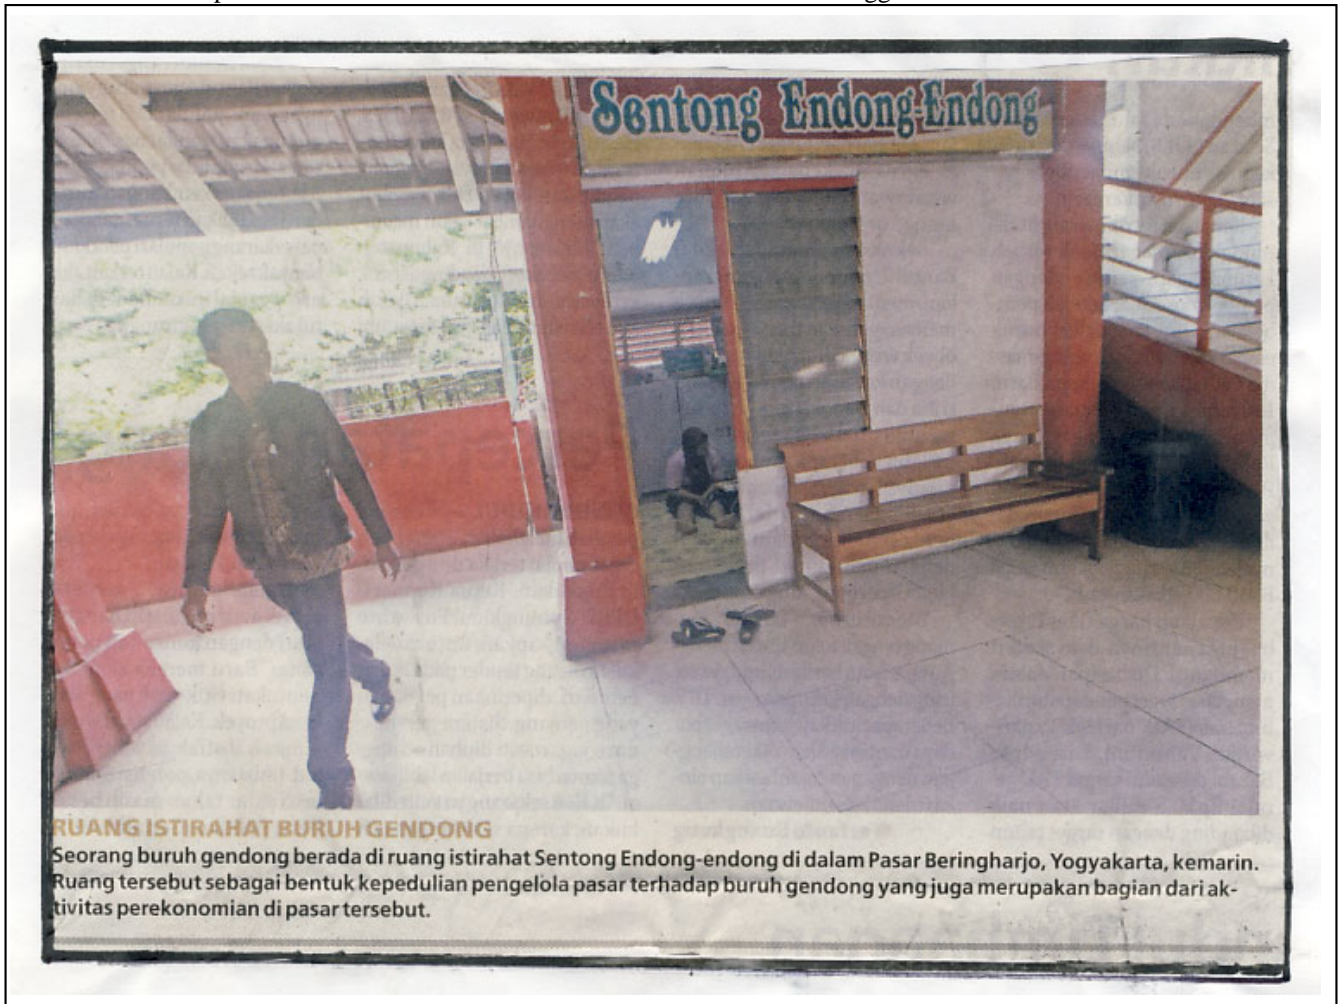 Sentong Endong-Endong
RUANG ISTIRAHAT BURUH GENDONG
Seorang buruh gendong berada di ruang istirahat Sentong Endong-endong di dalam Pasar Beringharjo, Yogyakarta, kemarin.
Ruang tersebut sebagai bentuk kepedulian pengelola pasar terhadap buruh gendong yang juga merupakan bagian dari ak-
tivitas perekonomian di pasar tersebut.